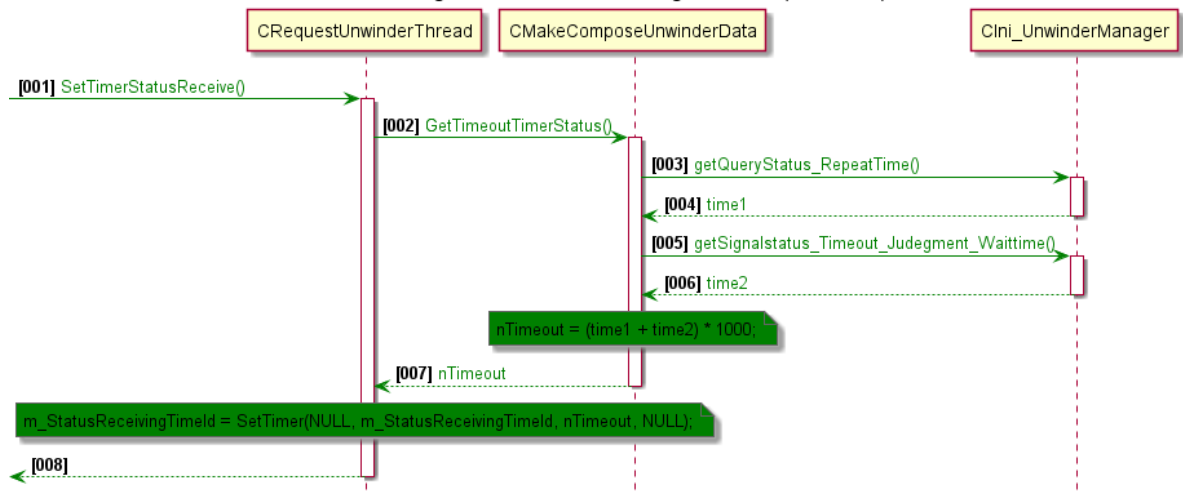 CRequestUnwinderThread
CMakeComposeUnwinderData
CIni_UnwinderManager
[001] SetTimerStatusReceive()
[002] GetTimeoutTimerStatus()
[003] getQueryStatus_RepeatTime()
[004] time1
[005] getSignalstatus_Timeout_Judegment_Waittime()
[006] time2
nTimeout = (time1 + time2) * 1000;
[007] nTimeout
m_StatusReceivingTimeId = SetTimer(NULL, m_StatusReceivingTimeId, nTimeout, NULL);
[008]